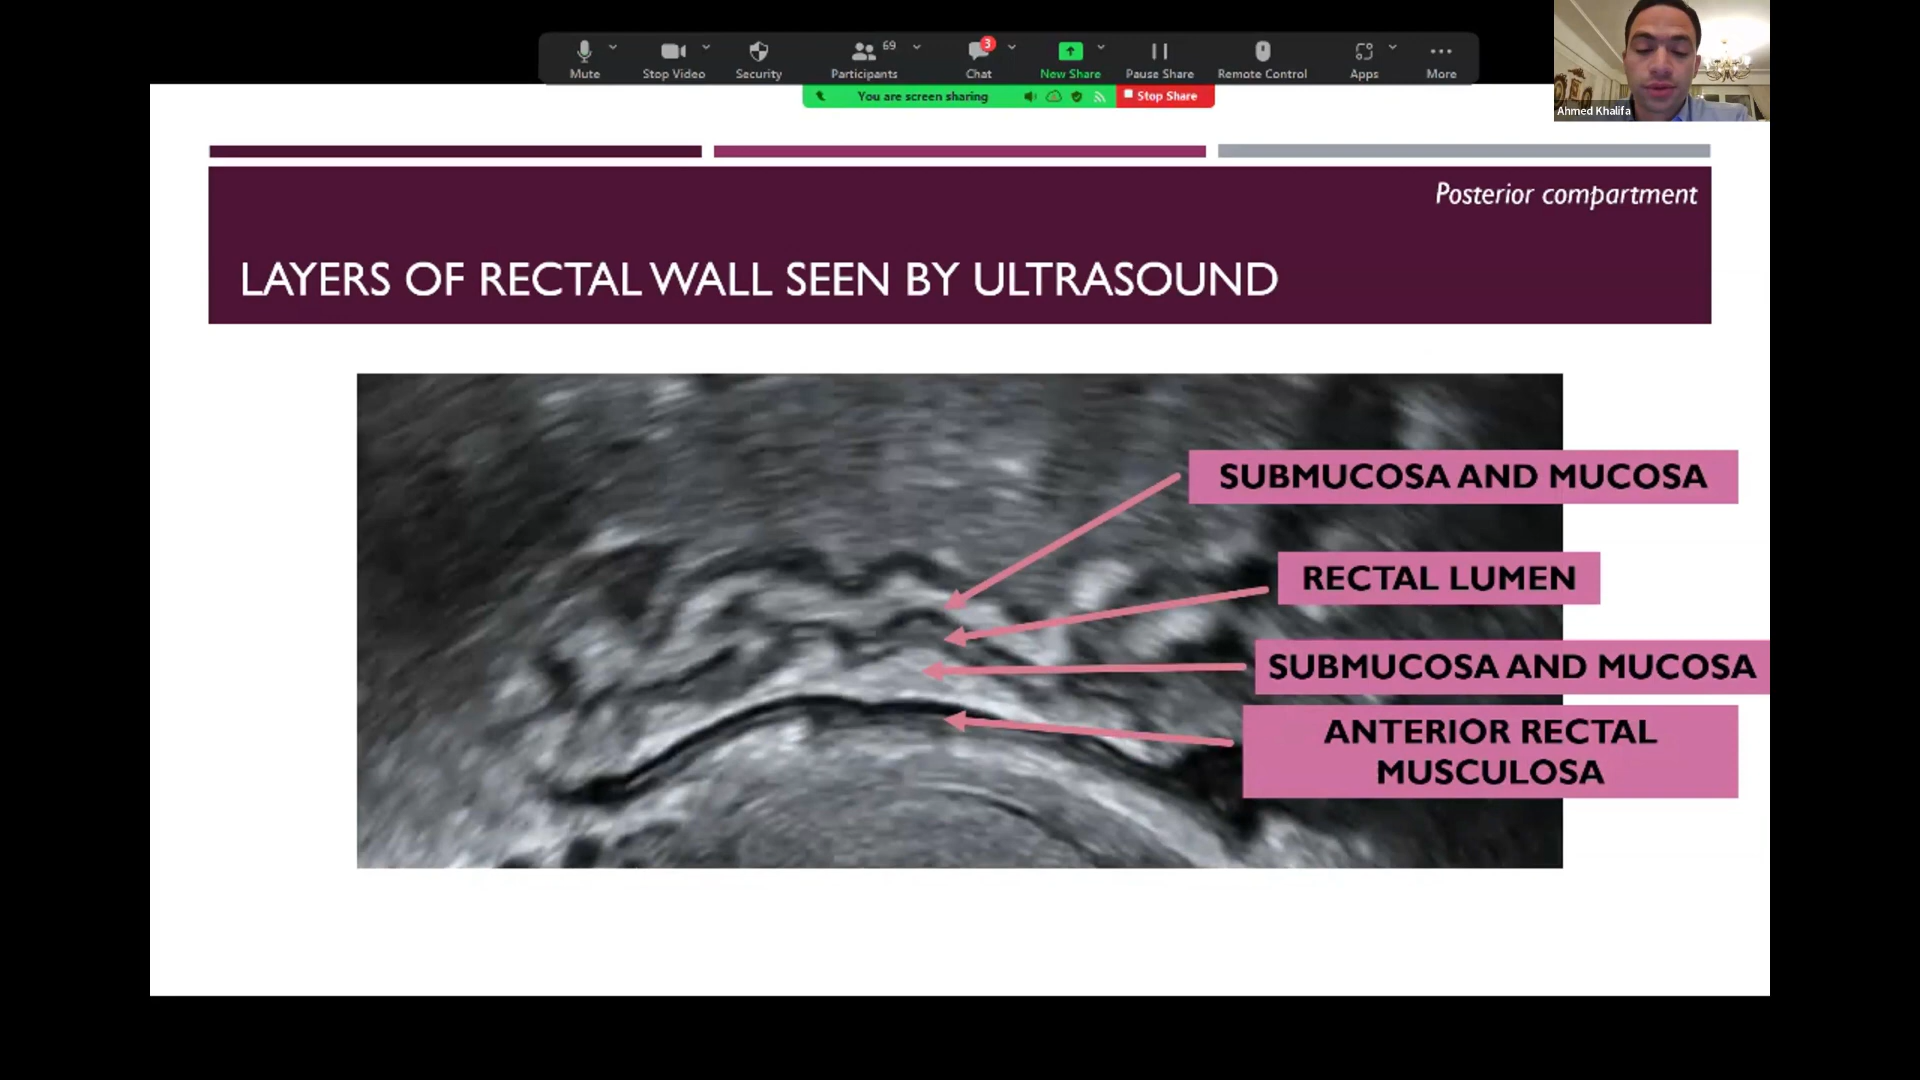 Mute
Stop Video
Security
69
Participants
3
Chat
New Share
Pause Share
Remote Control
Apps
More
You are screen sharing
Stop Share
Ahmed Khalifa
Posterior compartment
LAYERS OF RECTAL WALL SEEN BY ULTRASOUND
SUBMUCOSA AND MUCOSA
RECTAL LUMEN
SUBMUCOSA AND MUCOSA
ANTERIOR RECTAL
MUSCULOSA